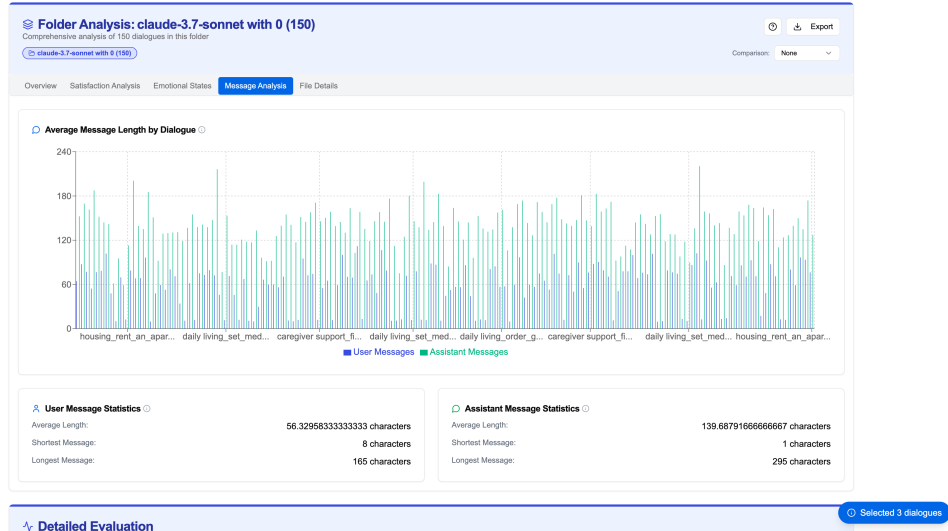 Folder Analysis: claude-3.7-sonnet with 0 (150)
Comprehensive analysis of 150 dialogues in this folder
claude-3.7-sonnet with 0 (150)
Export
Comparison: None
Overview Satisfaction Analysis Emotional States Message Analysis File Details
Average Message Length by Dialogue
240
180
120
60
0
housing_rent_an_apar... daily living_set_med... caregiver support_fi... daily living_set_med... daily living_order_g... caregiver support_fi... daily living_set_med... housing_rent_an_apar...
User Messages Assistant Messages
User Message Statistics
Average Length: 56.32958333333333 characters
Shortest Message: 8 characters
Longest Message: 165 characters
Assistant Message Statistics
Average Length: 139.68791666666667 characters
Shortest Message: 1 characters
Longest Message: 295 characters
Selected 3 dialogues
Detailed Evaluation